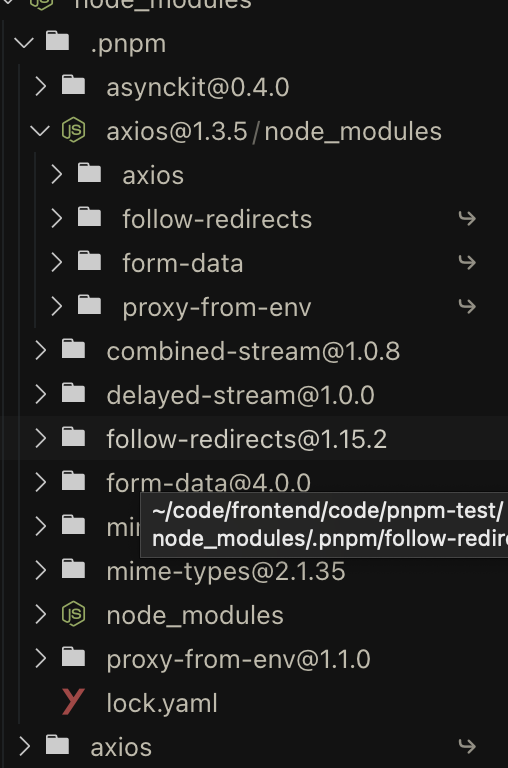 node_modules
.pnpm
asynckit@0.4.0
axios@1.3.5/node_modules
axios
follow-redirects
form-data
proxy-from-env
combined-stream@1.0.8
delayed-stream@1.0.0
follow-redirects@1.15.2
form-data@4.0.0
~/code/frontend/code/pnpm-test/
node_modules/.pnpm/follow-redire
mime-types@2.1.35
node_modules
proxy-from-env@1.1.0
lock.yaml
axios